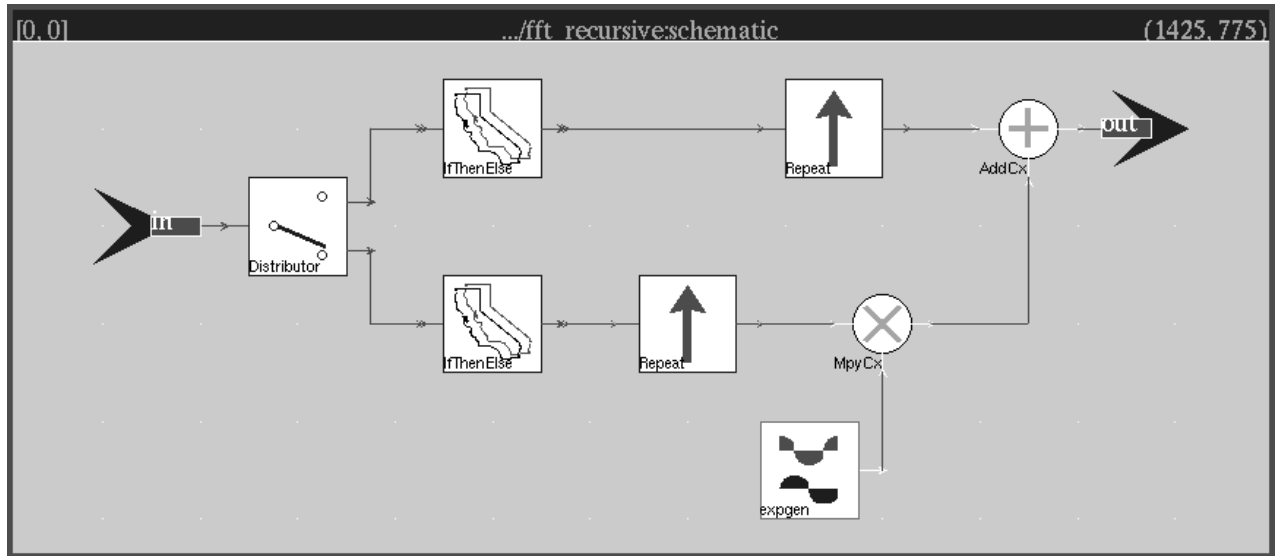 [0, 0] .../fft_recursive:schematic (1425, 775)
IfThenElse
Repeat
AddCx
out
in
Distributor
IfThenElse
Repeat
MpyCx
expgen